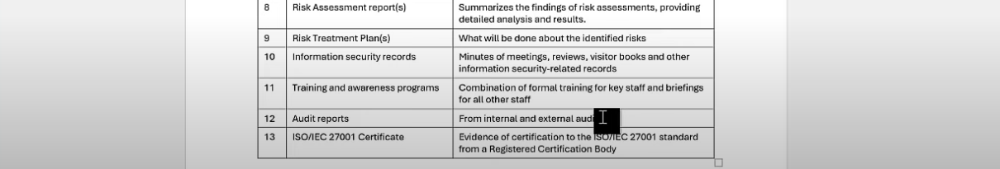 8 Risk Assessment report(s) Summarizes the findings of risk assessments, providing
detailed analysis and results.
9 Risk Treatment Plan(s) What will be done about the identified risks
10 Information security records Minutes of meetings, reviews, visitor books and other
information security-related records
11 Training and awareness programs Combination of formal training for key staff and briefings
for all other staff
12 Audit reports From internal and external
13 ISO/IEC 27001 Certificate Evidence of certification to the ISO/IEC 27001 standard
from a Registered Certification Body